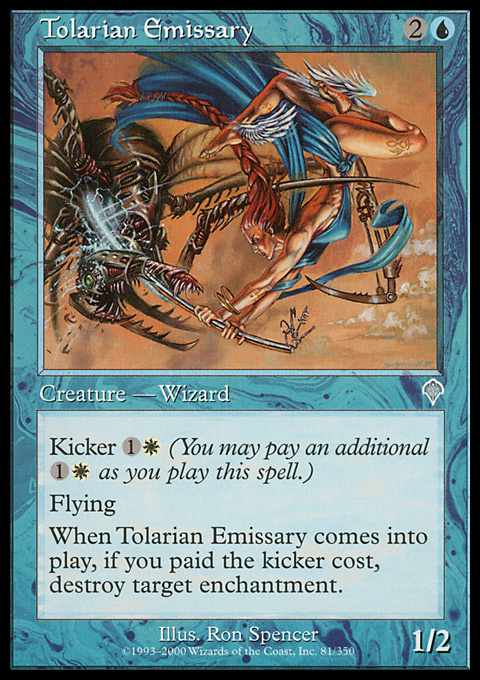 Tolarian Emissary 2
Creature — Wizard
Kicker 1 (You may pay an additional
1 as you play this spell.)
Flying
When Tolarian Emissary comes into
play, if you paid the kicker cost,
destroy target enchantment.
Illus. Ron Spencer
©1993–2000 Wizards of the Coast, Inc. 81/350
1/2